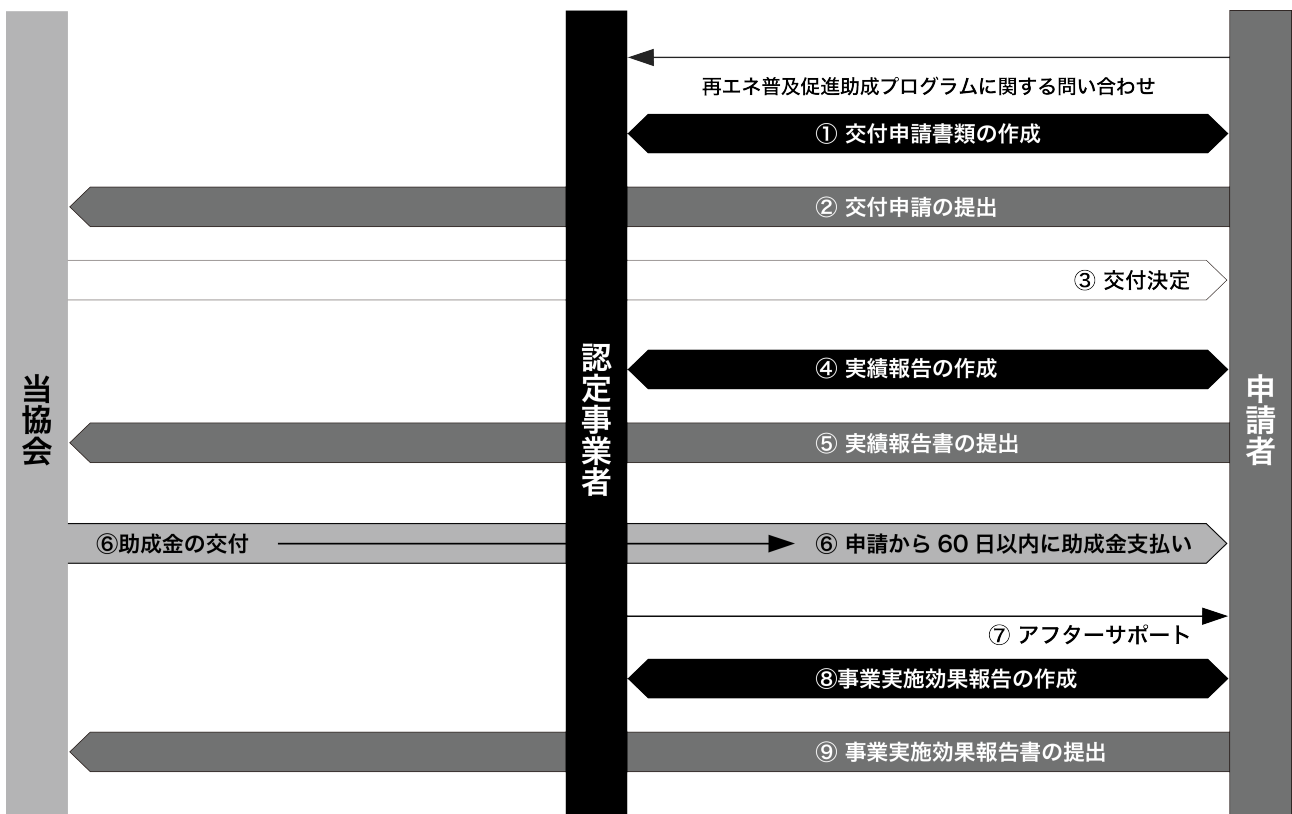 再エネ普及促進助成プログラムに関する問い合わせ
① 交付申請書類の作成
② 交付申請の提出
③ 交付決定
④ 実績報告の作成
⑤ 実績報告書の提出
⑥助成金の交付
⑥ 申請から 60 日以内に助成金支払い
⑦ アフターサポート
⑧事業実施効果報告の作成
⑨ 事業実施効果報告書の提出
当協会
認定事業者
申請者